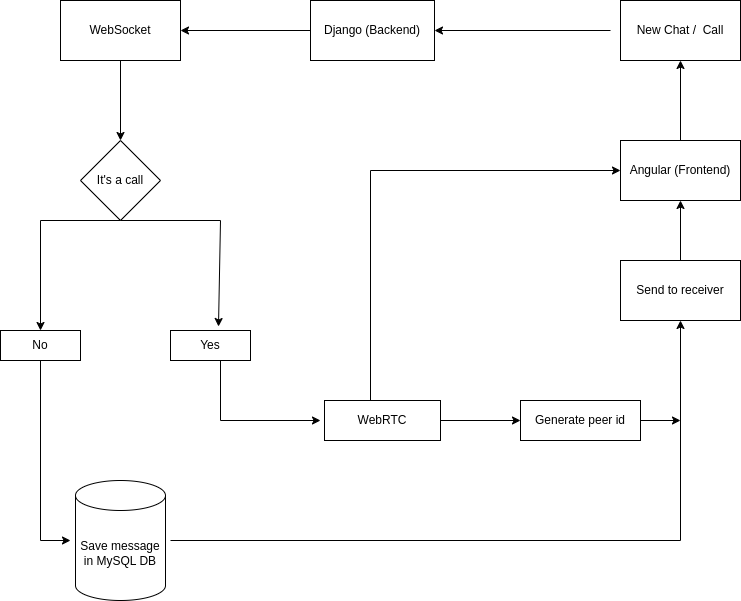 WebSocket
Django (Backend)
New Chat /  Call
It's a call
Angular (Frontend)
Send to receiver
No
Yes
WebRTC
Generate peer id
Save message
in MySQL DB